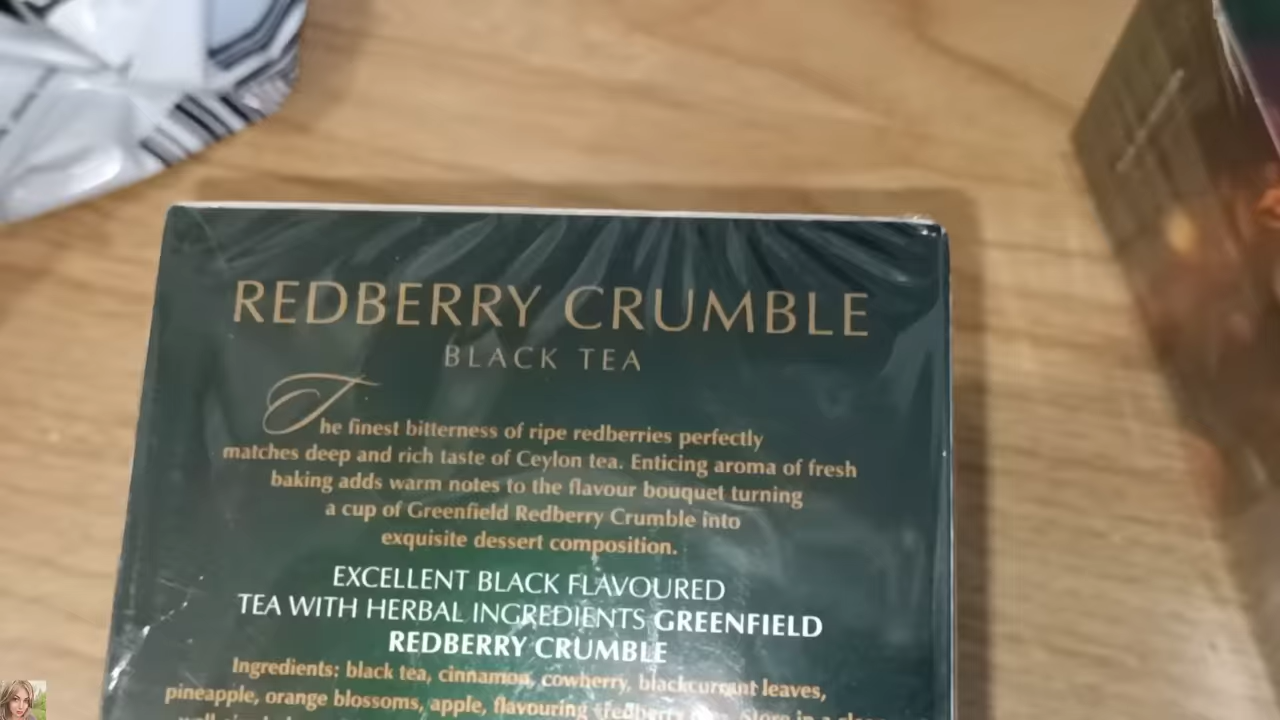 REDBERRY CRUMBLE
BLACK TEA
The finest bitterness of ripe redberries perfectly
matches deep and rich taste of Ceylon tea. Enticing aroma of fresh
baking adds warm notes to the flavour bouquet turning
a cup of Greenfield Redberry Crumble into
exquisite dessert composition.
EXCELLENT BLACK FLAVOURED
TEA WITH HERBAL INGREDIENTS GREENFIELD
REDBERRY CRUMBLE
Ingredients: black tea, cinnamon, cowberry, blackcurrant leaves,
pineapple, orange blossoms, apple, flavouring